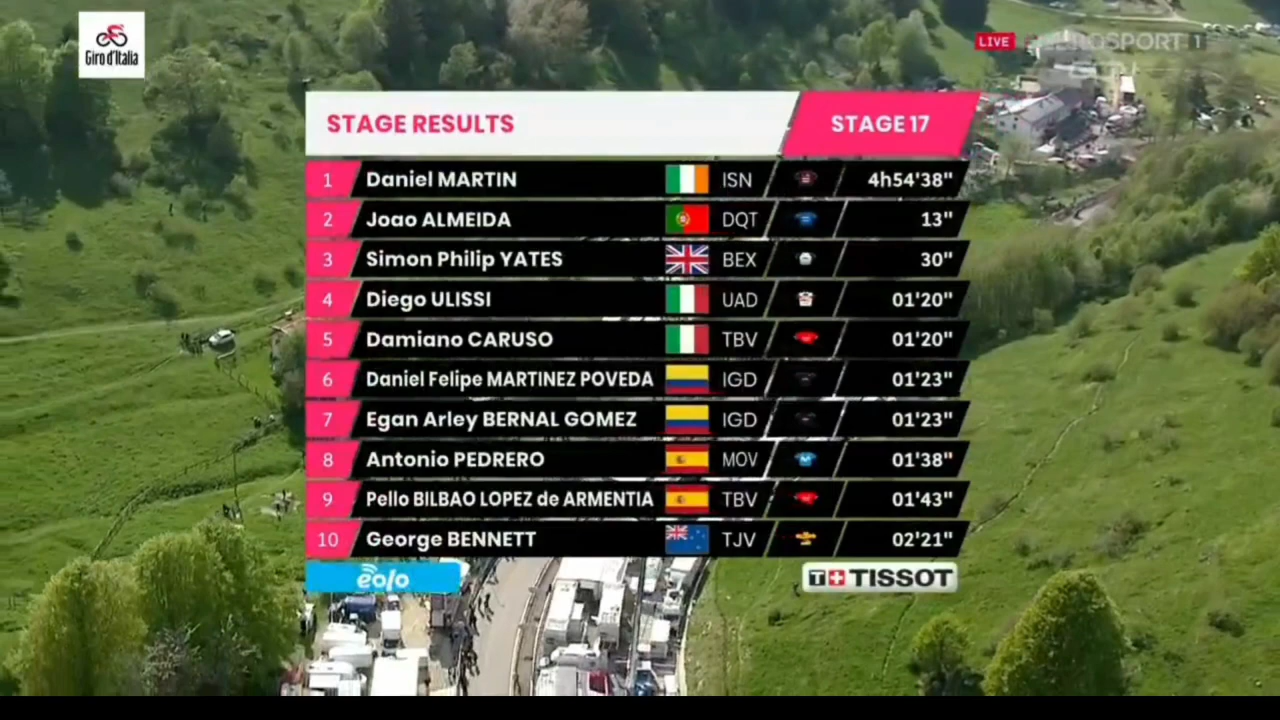 Giro d'Italia
LIVE EUROSPORT 1
STAGE RESULTS STAGE 17
1 Daniel MARTIN ISN 4h54'38"
2 Joao ALMEIDA DQT 13"
3 Simon Philip YATES BEX 30"
4 Diego ULISSI UAD 01'20"
5 Damiano CARUSO TBV 01'20"
6 Daniel Felipe MARTINEZ POVEDA IGD 01'23"
7 Egan Arley BERNAL GOMEZ IGD 01'23"
8 Antonio PEDRERO MOV 01'38"
9 Pello BILBAO LOPEZ de ARMENTIA TBV 01'43"
10 George BENNETT TJV 02'21"
eolo TISSOT